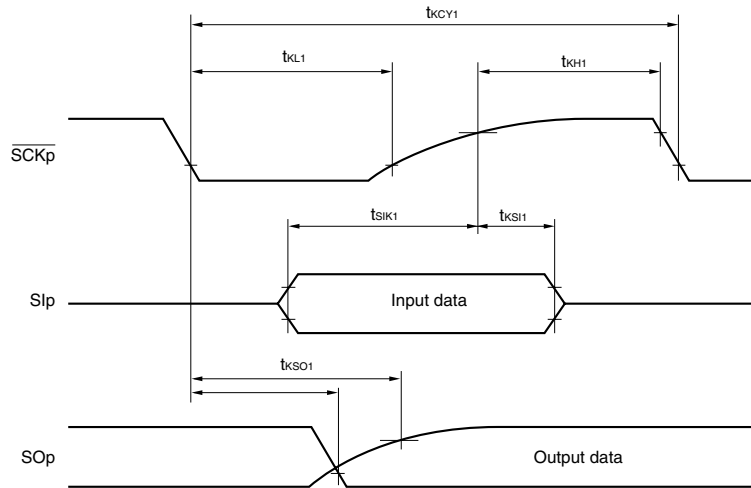 tKCY1
tKL1
tKH1
SCKp
tSIK1
tKSI1
SIp
Input data
tKSO1
SOp
Output data